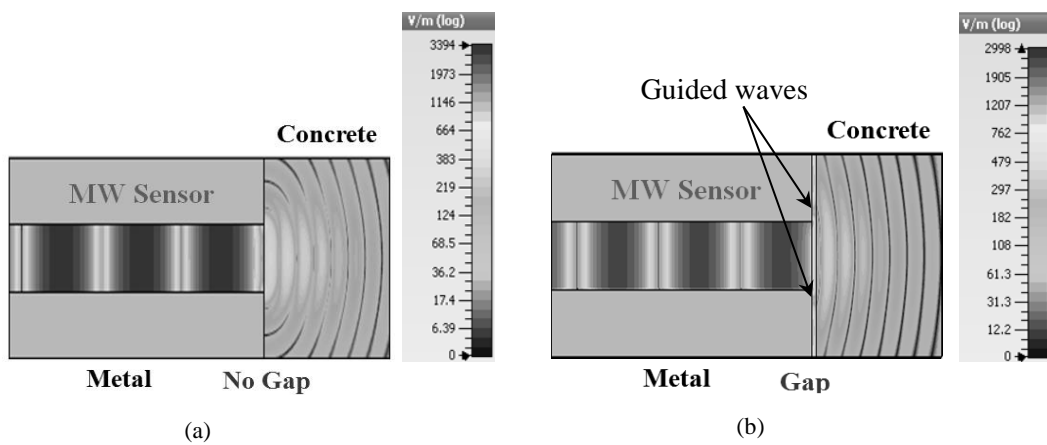 V/m (log)
3394
1973
1146
664
383
219
124
68.5
36.2
17.4
6.39
0
Concrete
MW Sensor
Metal
No Gap
(a)
V/m (log)
2998
1905
1207
762
479
297
182
108
61.3
31.3
12.2
0
Guided waves
Concrete
MW Sensor
Metal
Gap
(b)